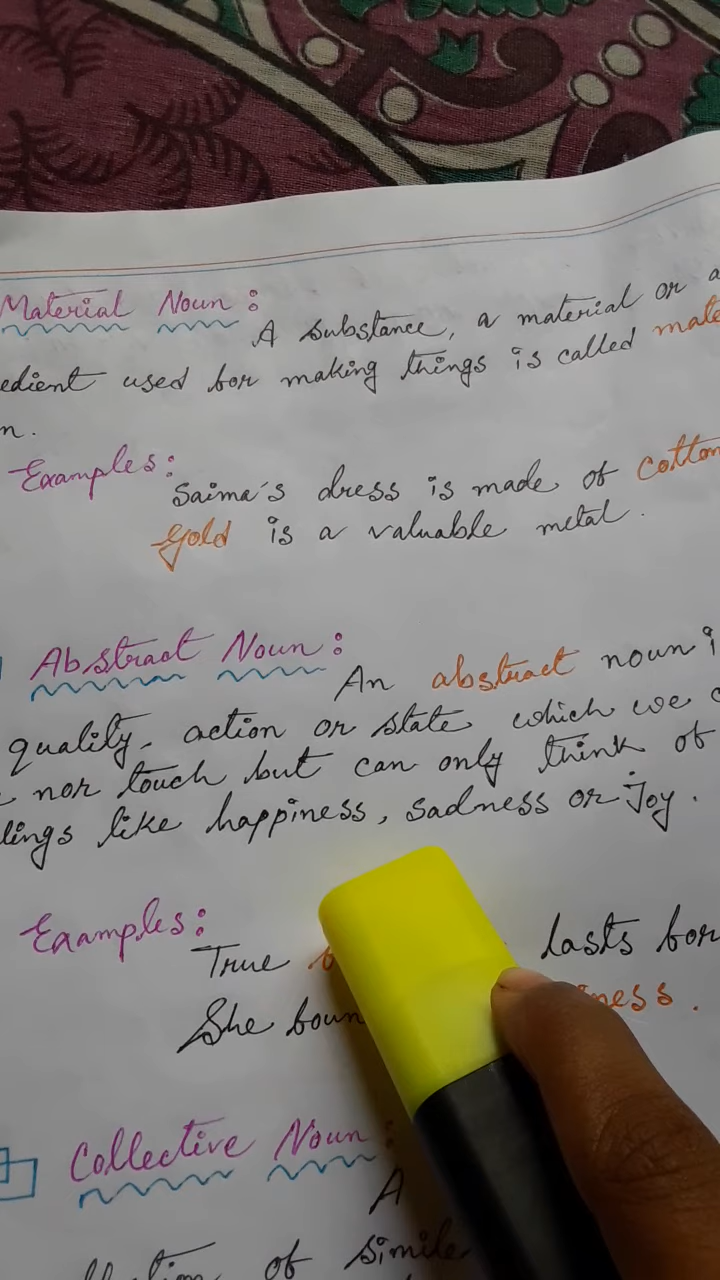 Material Noun :
A substance, a material or a
edient used for making things is called mate
n.
Examples:
Saima's dress is made of cotton
Gold is a valuable metal.
Abstract Noun :
An abstract noun i
quality, action or state which we c
nor touch but can only think of
lings like happiness, sadness or Joy.
Examples:
True lasts for
She foun ness.
Collective Noun :
A
of simile